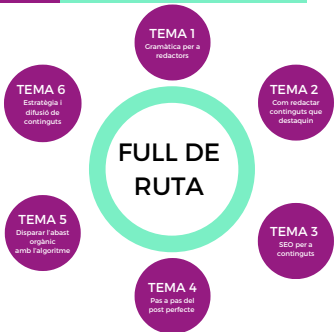 TEMA 1
Gramàtica per a
redactors
TEMA 2
Com redactar
continguts que
destaquin
TEMA 3
SEO per a
continguts
TEMA 4
Pas a pas del
post perfecte
TEMA 5
Disparar l'abast
orgànic
amb l'algoritme
TEMA 6
Estratègia i
difusió de
continguts
FULL DE
RUTA